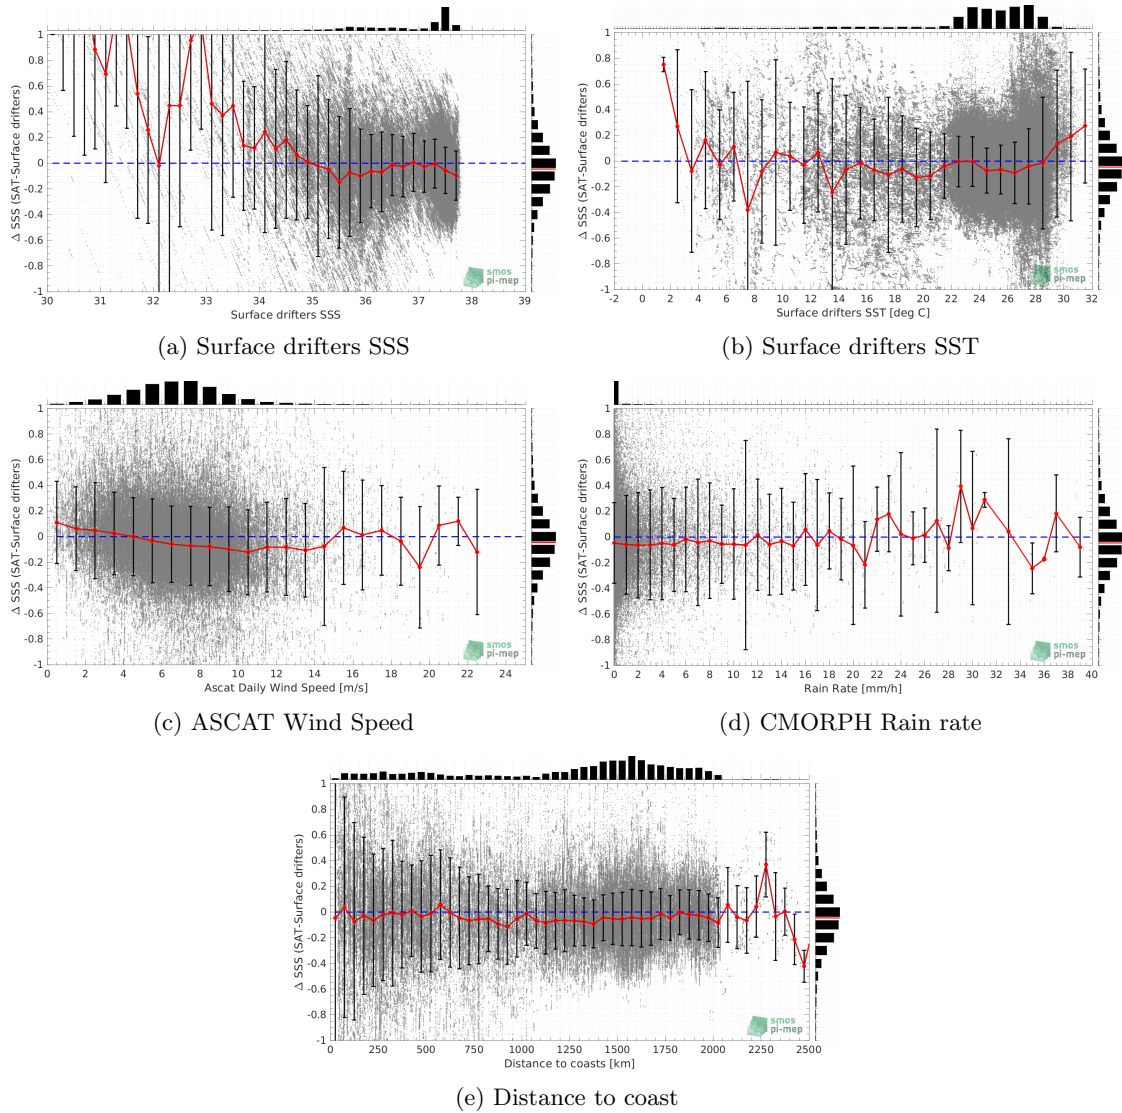 1
0.8
0.6
0.4
0.2
0
-0.2
-0.4
-0.6
-0.8
-1
Δ SSS (SAT-Surface drifters)
30 31 32 33 34 35 36 37 38 39
Surface drifters SSS
smos
pi-mep
(a) Surface drifters SSS
1
0.8
0.6
0.4
0.2
0
-0.2
-0.4
-0.6
-0.8
-1
Δ SSS (SAT-Surface drifters)
-2 0 2 4 6 8 10 12 14 16 18 20 22 24 26 28 30 32
Surface drifters SST [deg C]
smos
pi-mep
(b) Surface drifters SST
1
0.8
0.6
0.4
0.2
0
-0.2
-0.4
-0.6
-0.8
-1
Δ SSS (SAT-Surface drifters)
0 2 4 6 8 10 12 14 16 18 20 22 24
Ascat Daily Wind Speed [m/s]
smos
pi-mep
(c) ASCAT Wind Speed
1
0.8
0.6
0.4
0.2
0
-0.2
-0.4
-0.6
-0.8
-1
Δ SSS (SAT-Surface drifters)
0 2 4 6 8 10 12 14 16 18 20 22 24 26 28 30 32 34 36 38 40
Rain Rate [mm/h]
smos
pi-mep
(d) CMORPH Rain rate
1
0.8
0.6
0.4
0.2
0
-0.2
-0.4
-0.6
-0.8
-1
Δ SSS (SAT-Surface drifters)
0 250 500 750 1000 1250 1500 1750 2000 2250 2500
Distance to coasts [km]
smos
pi-mep
(e) Distance to coast